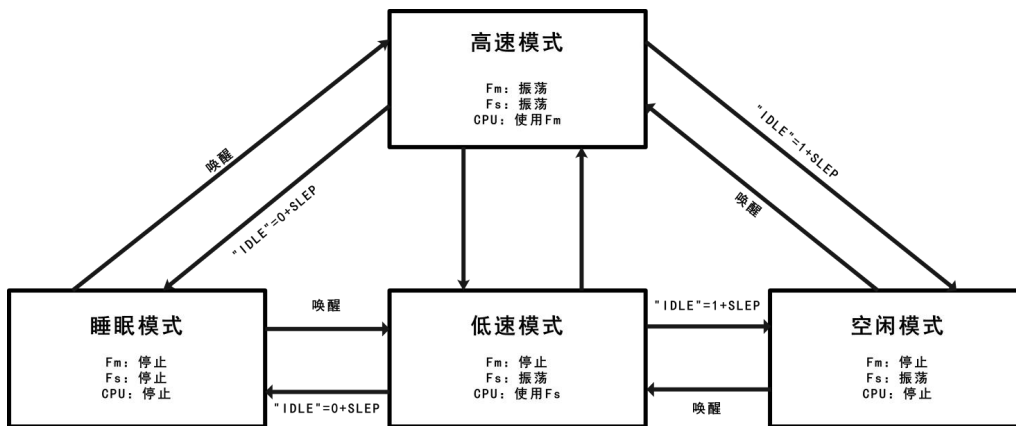 高速模式
Fm: 振荡
Fs: 振荡
CPU: 使用Fm
唤醒
"IDLE"=0+SLEP
"IDLE"=1+SLEP
唤醒
睡眠模式
Fm: 停止
Fs: 停止
CPU: 停止
唤醒
"IDLE"=0+SLEP
低速模式
Fm: 停止
Fs: 振荡
CPU: 使用Fs
"IDLE"=1+SLEP
唤醒
空闲模式
Fm: 停止
Fs: 振荡
CPU: 停止